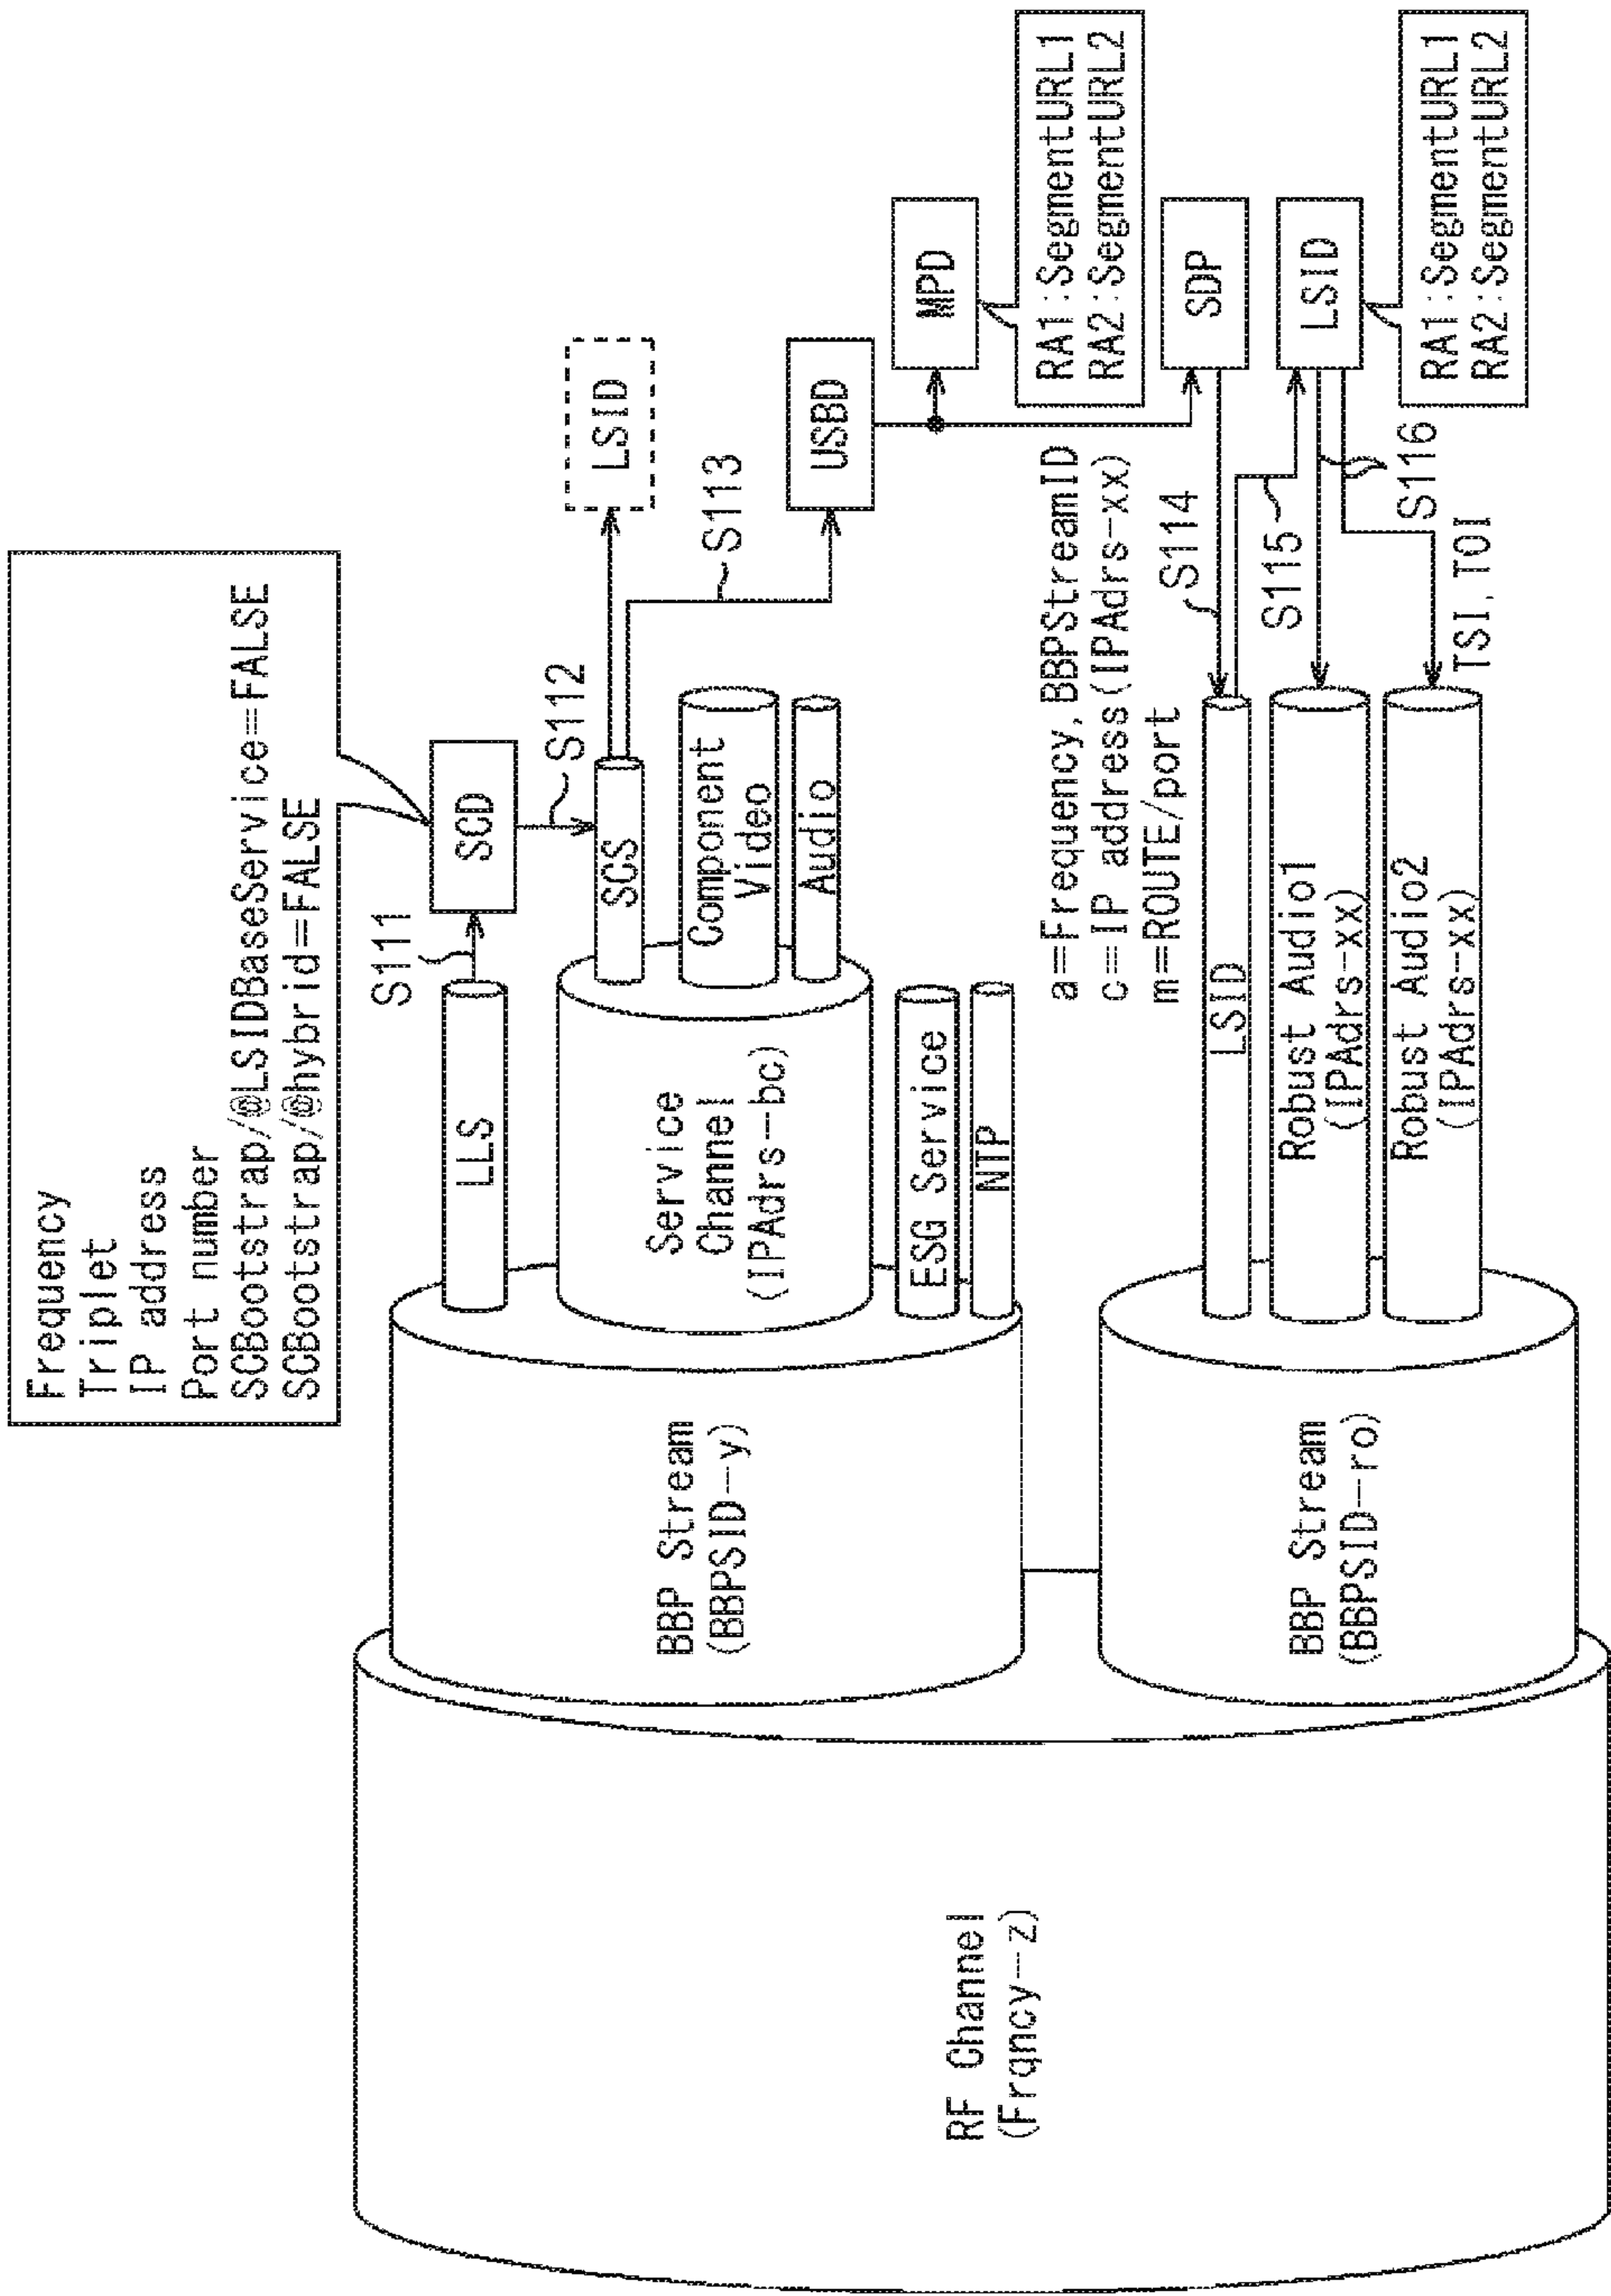 Frequency
Triplet
IP address
Port number
SCBootstrap/@LSIDBaseService=FALSE
SCBootstrap/@hybrid=FALSE
S111
SCD
S112
LLS
SCS
LSID
S113
USBD
Component
Video
Audio
Service
Channel
(IPAdrs-bc)
ESG Service
NTP
BBP Stream
(BBPSID-y)
MPD
RA1:SegmentURL1
RA2:SegmentURL2
a=Frequency, BBPStreamID
c=IP address(IPAdrs-xx)
m=ROUTE/port
S114
SDP
LSID
S115
LSID
RA1:SegmentURL1
RA2:SegmentURL2
S116
TSI, TOI
Robust Audio1
(IPAdrs-xx)
Robust Audio2
(IPAdrs-xx)
BBP Stream
(BBPSID-ro)
RF Channel
(Frqncy-z)